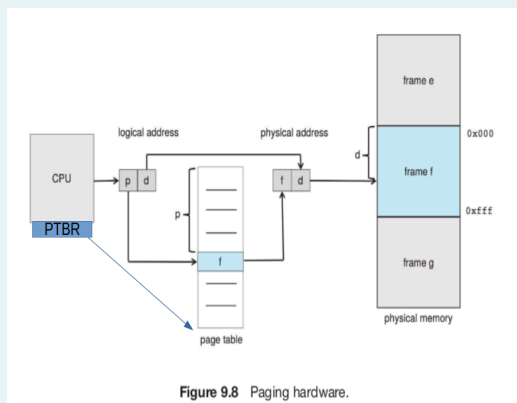 frame e
logical address
physical address
0x000
d
frame f
CPU
p d
f d
p
PTBR
0xfff
f
frame g
physical memory
page table
Figure 9.8 Paging hardware.